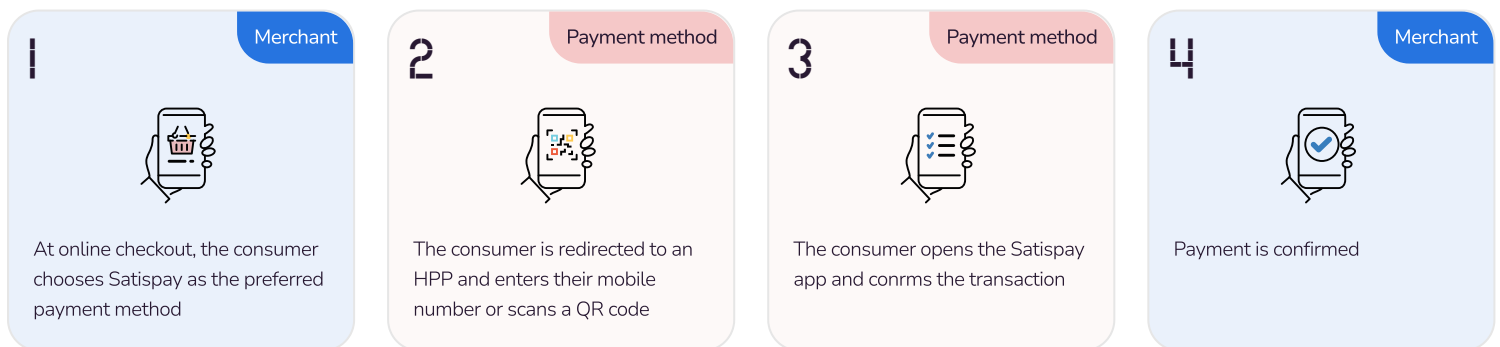 1
Merchant
At online checkout, the consumer
chooses Satispay as the preferred
payment method
2
Payment method
The consumer is redirected to an
HPP and enters their mobile
number or scans a QR code
3
Payment method
The consumer opens the Satispay
app and conrms the transaction
4
Merchant
Payment is confirmed